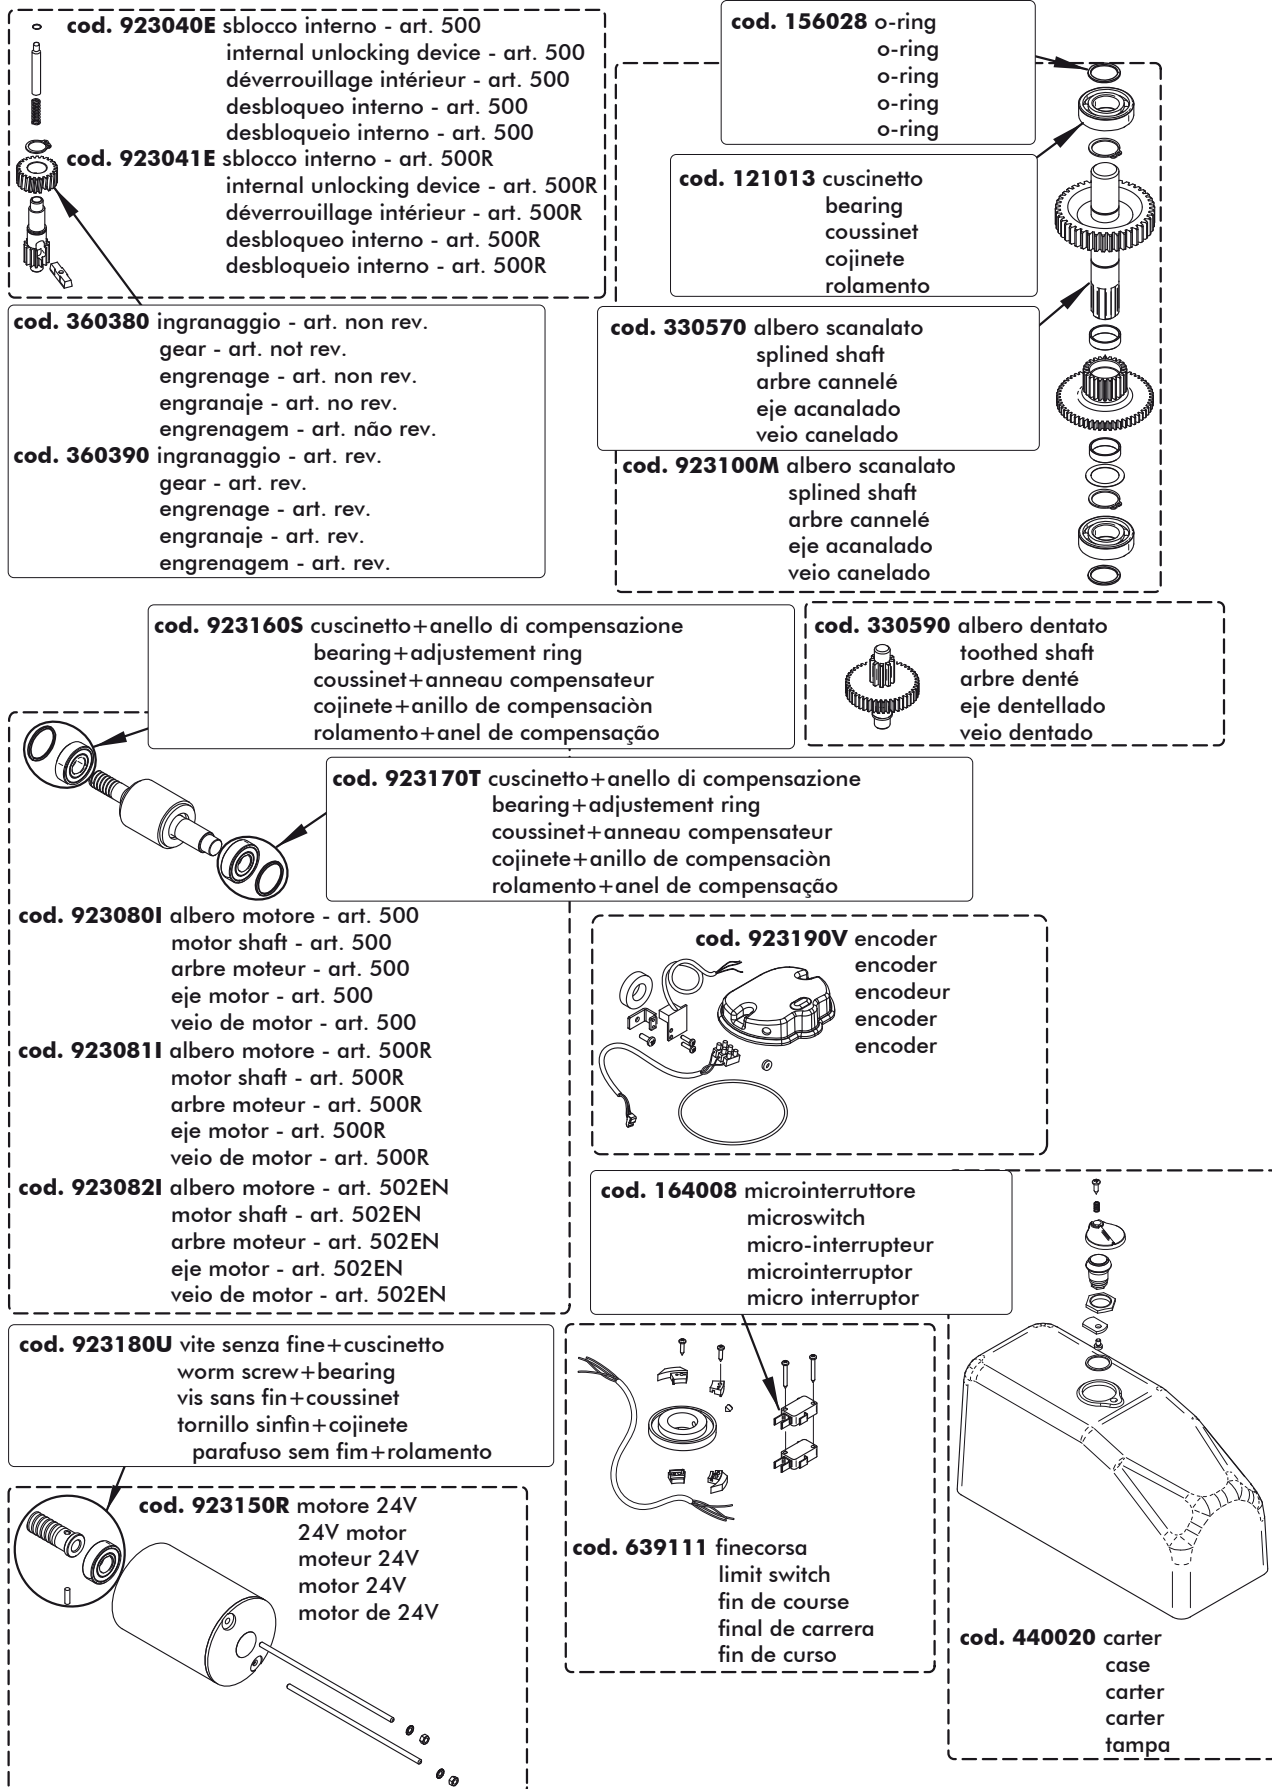 cod. 923040E sblocco interno - art. 500
internal unlocking device - art. 500
déverrouillage intérieur - art. 500
desbloqueo interno - art. 500
desbloqueio interno - art. 500
cod. 923041E sblocco interno - art. 500R
internal unlocking device - art. 500R
déverrouillage intérieur - art. 500R
desbloqueo interno - art. 500R
desbloqueio interno - art. 500R
cod. 360380 ingranaggio - art. non rev.
gear - art. not rev.
engrenage - art. non rev.
engranaje - art. no rev.
engrenagem - art. não rev.
cod. 360390 ingranaggio - art. rev.
gear - art. rev.
engrenage - art. rev.
engranaje - art. rev.
engrenagem - art. rev.
cod. 156028 o-ring
o-ring
o-ring
o-ring
o-ring
cod. 121013 cuscinetto
bearing
coussinet
cojinete
rolamento
cod. 330570 albero scanalato
splined shaft
arbre cannelé
eje acanalado
veio canelado
cod. 923100M albero scanalato
splined shaft
arbre cannelé
eje acanalado
veio canelado
cod. 923160S cuscinetto+anello di compensazione
bearing+adjustement ring
coussinet+anneau compensateur
cojinete+anillo de compensaciòn
rolamento+anel de compensação
cod. 330590 albero dentato
toothed shaft
arbre denté
eje dentellado
veio dentado
cod. 923170T cuscinetto+anello di compensazione
bearing+adjustement ring
coussinet+anneau compensateur
cojinete+anillo de compensaciòn
rolamento+anel de compensação
cod. 923080I albero motore - art. 500
motor shaft - art. 500
arbre moteur - art. 500
eje motor - art. 500
veio de motor - art. 500
cod. 923081I albero motore - art. 500R
motor shaft - art. 500R
arbre moteur - art. 500R
eje motor - art. 500R
veio de motor - art. 500R
cod. 923082I albero motore - art. 502EN
motor shaft - art. 502EN
arbre moteur - art. 502EN
eje motor - art. 502EN
veio de motor - art. 502EN
cod. 923190V encoder
encoder
encodeur
encoder
encoder
cod. 164008 microinterruttore
microswitch
micro-interrupteur
microinterruptor
micro interruptor
cod. 923180U vite senza fine+cuscinetto
worm screw+bearing
vis sans fin+coussinet
tornillo sinfìn+cojinete
parafuso sem fim+rolamento
cod. 923150R motore 24V
24V motor
moteur 24V
motor 24V
motor de 24V
cod. 639111 finecorsa
limit switch
fin de course
final de carrera
fin de curso
cod. 440020 carter
case
carter
carter
tampa